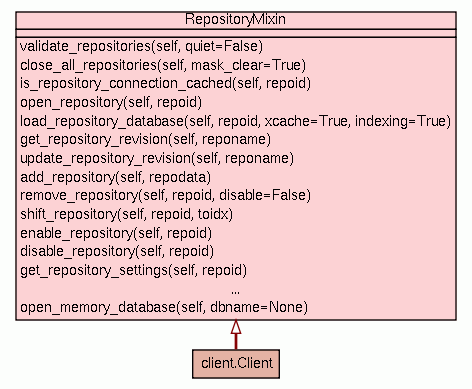 RepositoryMixin
validate_repositories(self, quiet=False)
close_all_repositories(self, mask_clear=True)
is_repository_connection_cached(self, repoid)
open_repository(self, repoid)
load_repository_database(self, repoid, xcache=True, indexing=True)
get_repository_revision(self, reponame)
update_repository_revision(self, reponame)
add_repository(self, repodata)
remove_repository(self, repoid, disable=False)
shift_repository(self, repoid, toidx)
enable_repository(self, repoid)
disable_repository(self, repoid)
get_repository_settings(self, repoid)
...
open_memory_database(self, dbname=None)
client.Client